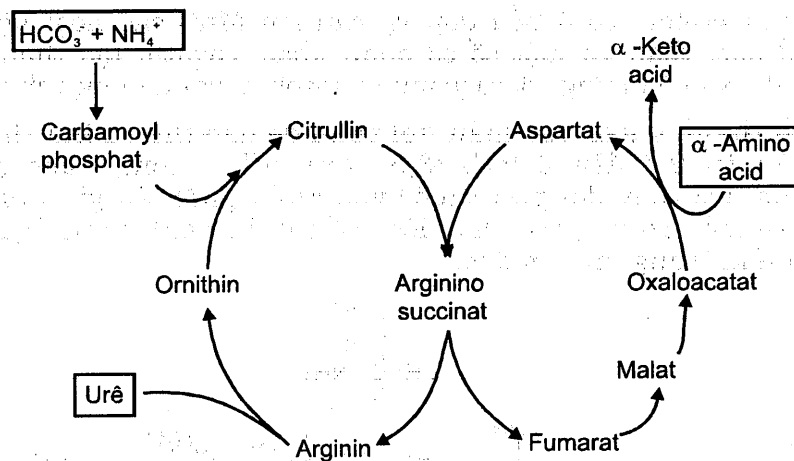 HCO₃⁻ + NH₄⁺
α -Keto
acid
Carbamoyl
phosphat
Citrullin
Aspartat
α -Amino
acid
Ornithin
Arginino
succinat
Oxaloacatat
Malat
Urê
Arginin
Fumarat